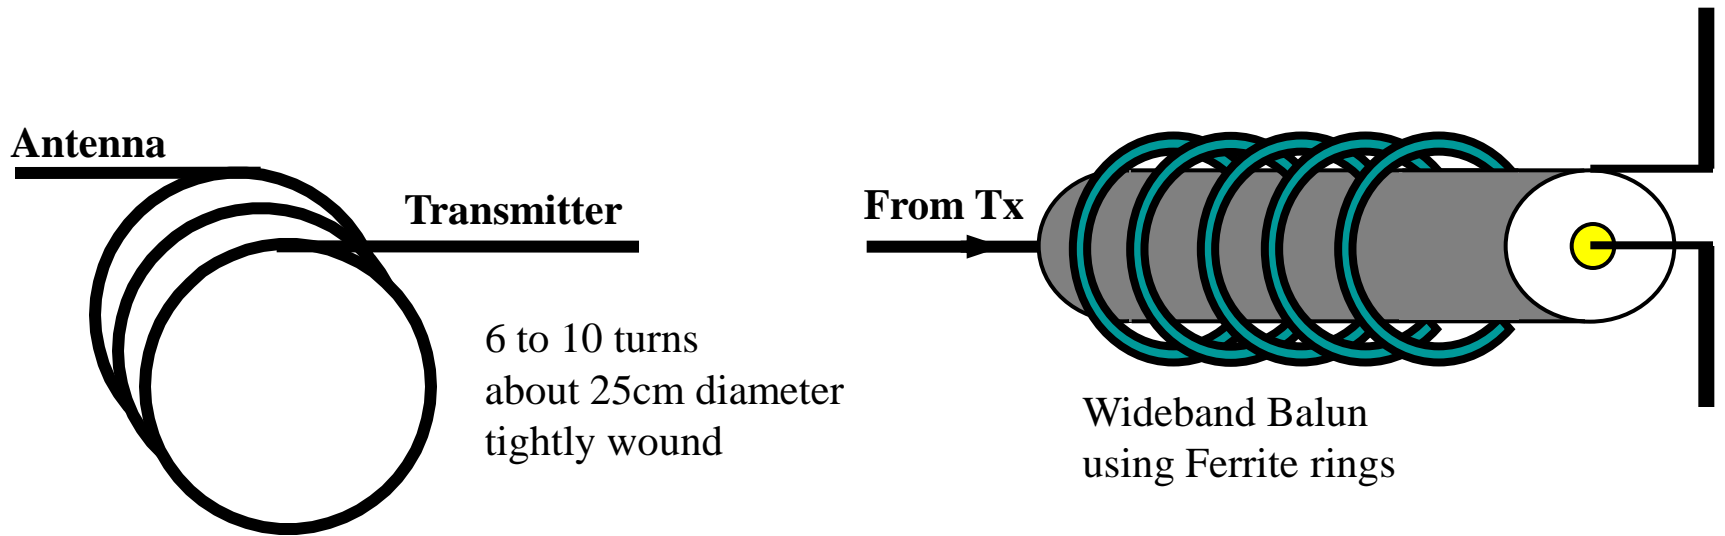 Antenna
Transmitter
6 to 10 turns
about 25cm diameter
tightly wound
From Tx
Wideband Balun
using Ferrite rings